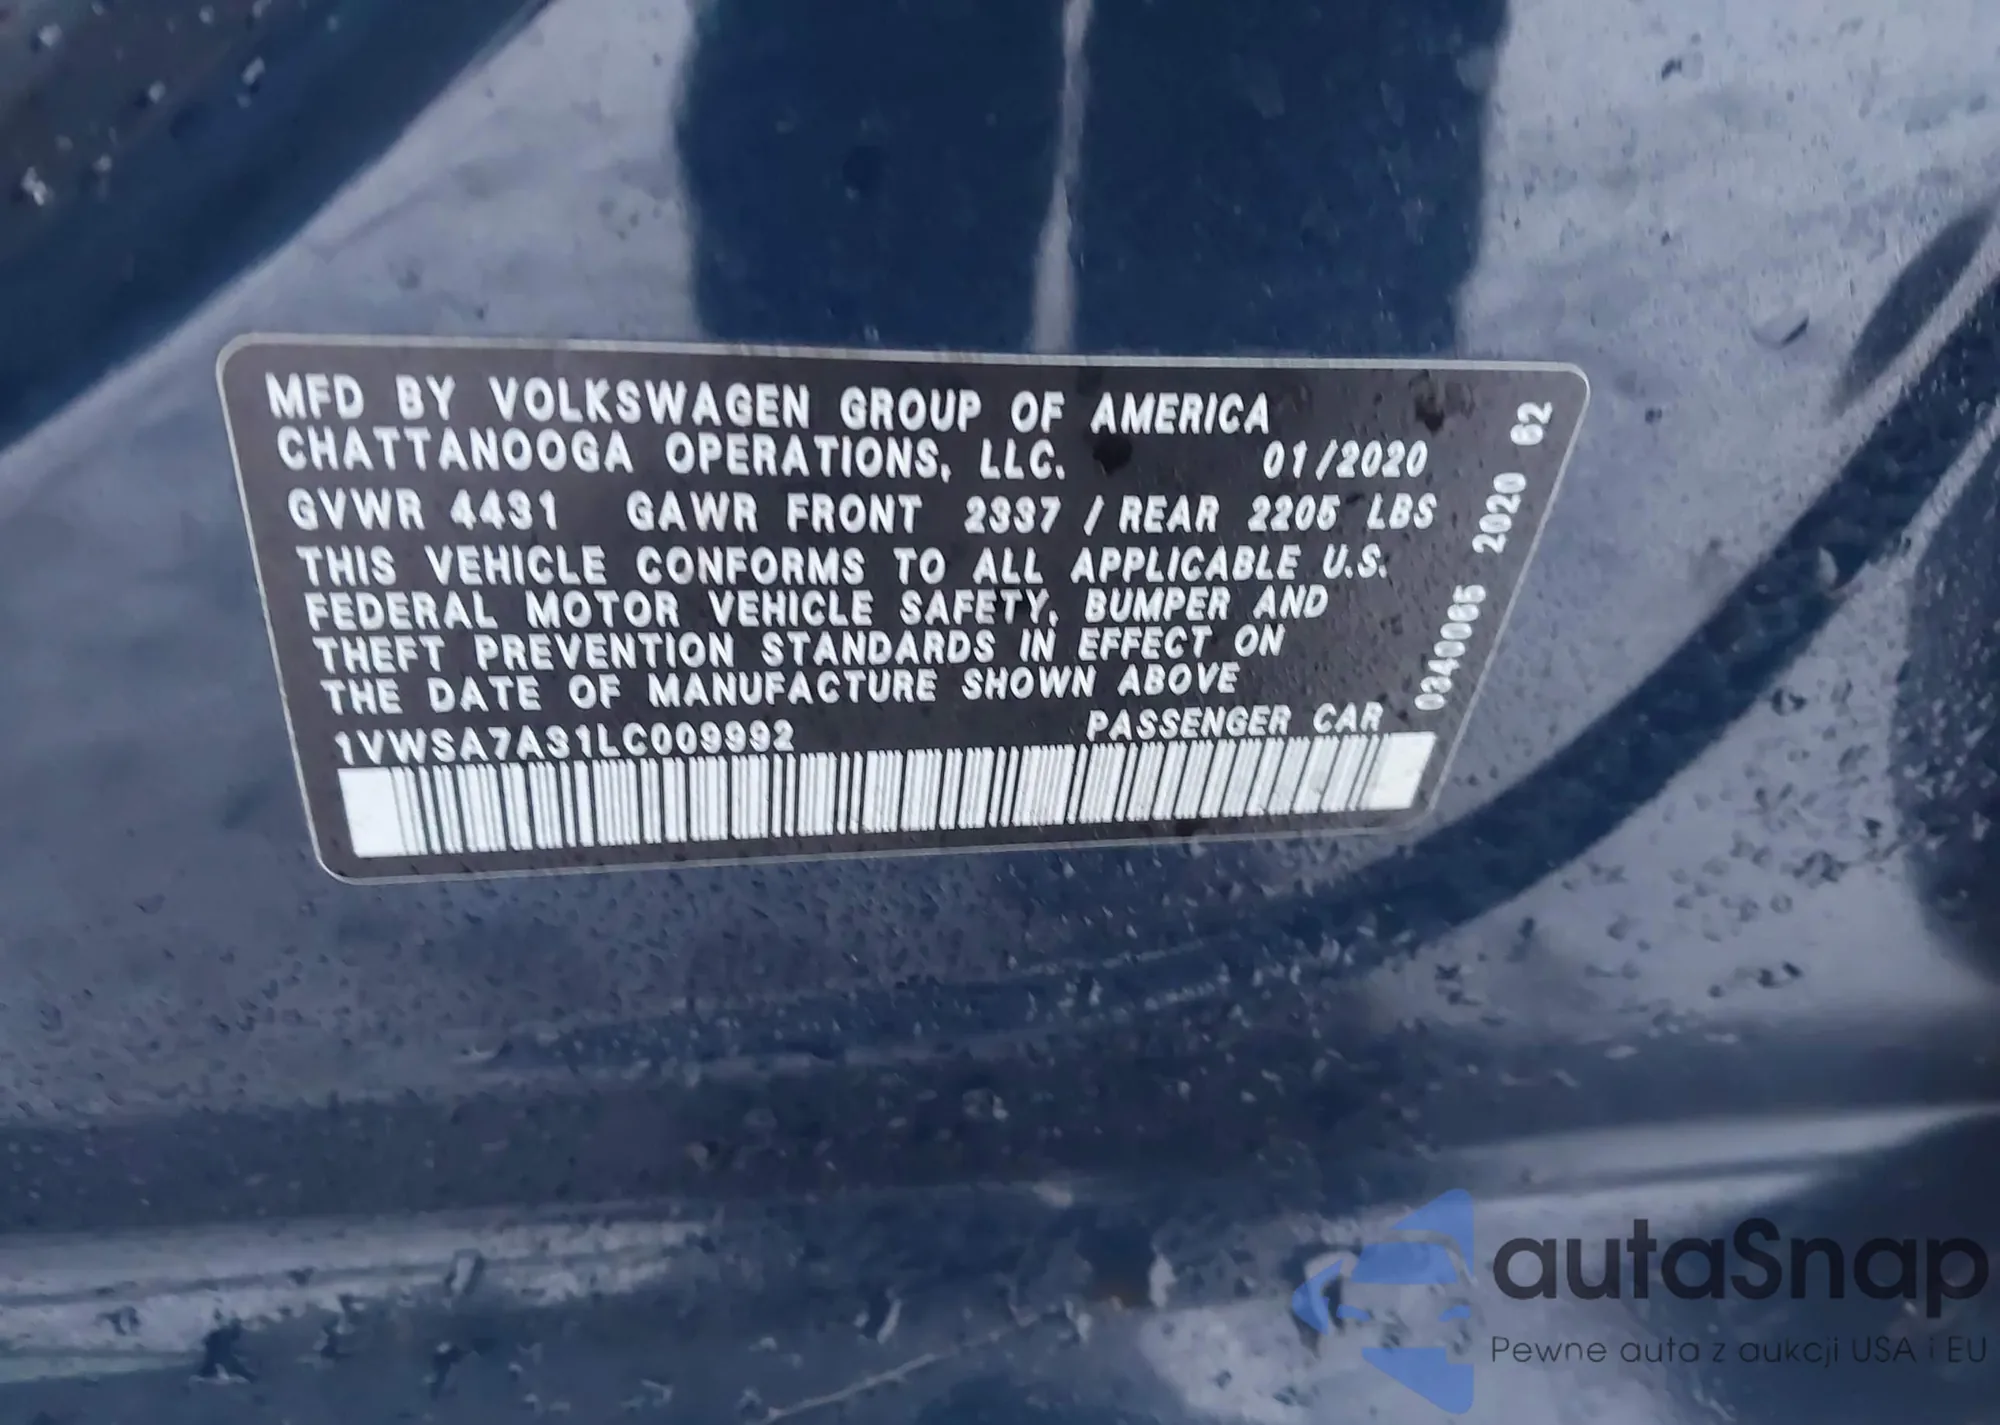 MFD BY VOLKSWAGEN GROUP OF AMERICA
CHATTANOOGA OPERATIONS, LLC. 01/2020
GVWR 4431 GAWR FRONT 2337 / REAR 2205 LBS
THIS VEHICLE CONFORMS TO ALL APPLICABLE U.S.
FEDERAL MOTOR VEHICLE SAFETY, BUMPER AND
THEFT PREVENTION STANDARDS IN EFFECT ON
THE DATE OF MANUFACTURE SHOWN ABOVE
1VWSA7A31LC009992 PASSENGER CAR
0340065 2020 62
autaSnap
Pewne auta z aukcji USA i EU